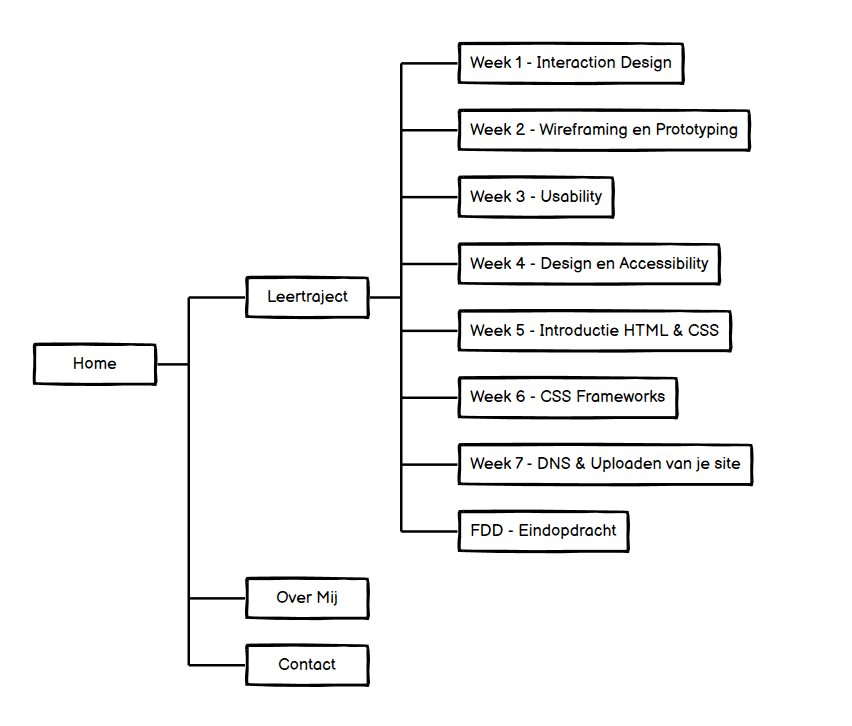 Home
Leertraject
Week 1 - Interaction Design
Week 2 - Wireframing en Prototyping
Week 3 - Usability
Week 4 - Design en Accessibility
Week 5 - Introductie HTML & CSS
Week 6 - CSS Frameworks
Week 7 - DNS & Uploaden van je site
FDD - Eindopdracht
Over Mij
Contact